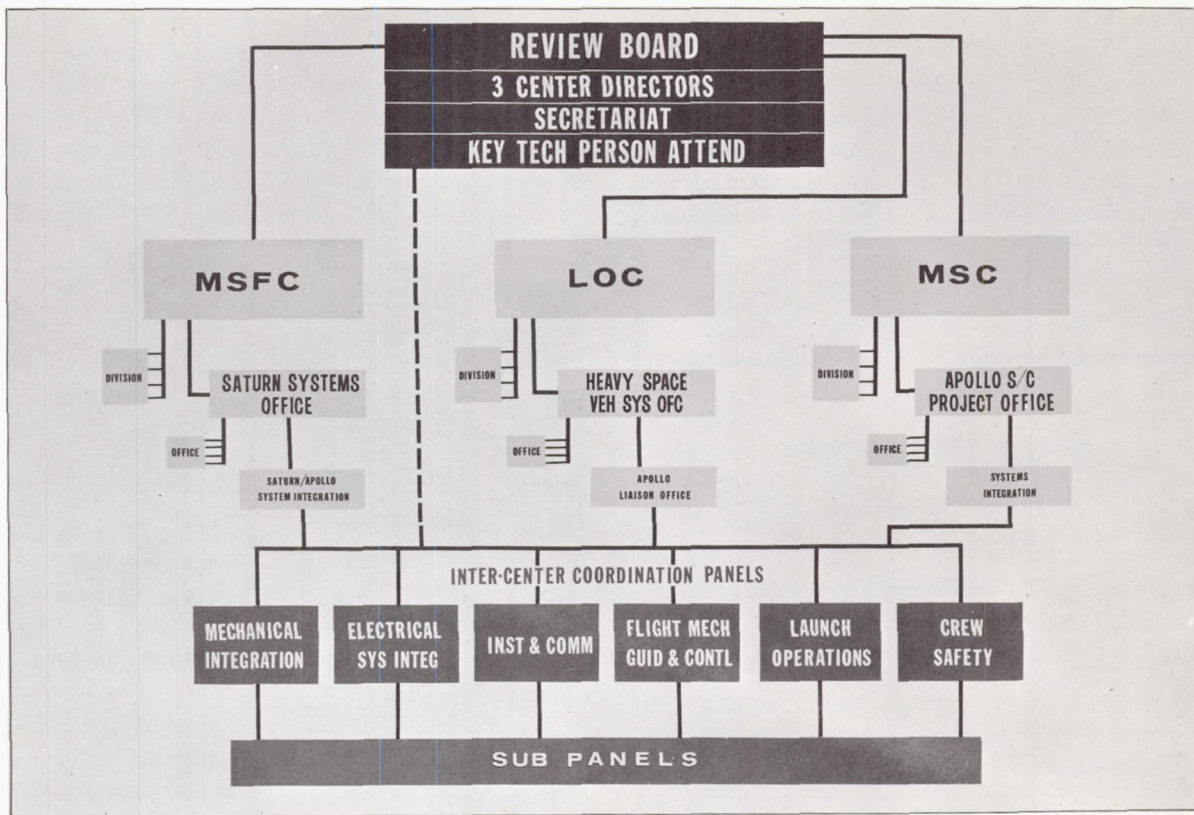 REVIEW BOARD
3 CENTER DIRECTORS
SECRETARIAT
KEY TECH PERSON ATTEND
MSFC
LOC
MSC
DIVISION
SATURN SYSTEMS
OFFICE
OFFICE
SATURN/APOLLO
SYSTEM INTEGRATION
DIVISION
HEAVY SPACE
VEH SYS OFC
OFFICE
APOLLO
LIAISON OFFICE
DIVISION
APOLLO S/C
PROJECT OFFICE
OFFICE
SYSTEMS
INTEGRATION
INTER-CENTER COORDINATION PANELS
MECHANICAL
INTEGRATION
ELECTRICAL
SYS INTEG
INST & COMM
FLIGHT MECH
GUID & CONTL
LAUNCH
OPERATIONS
CREW
SAFETY
SUB PANELS